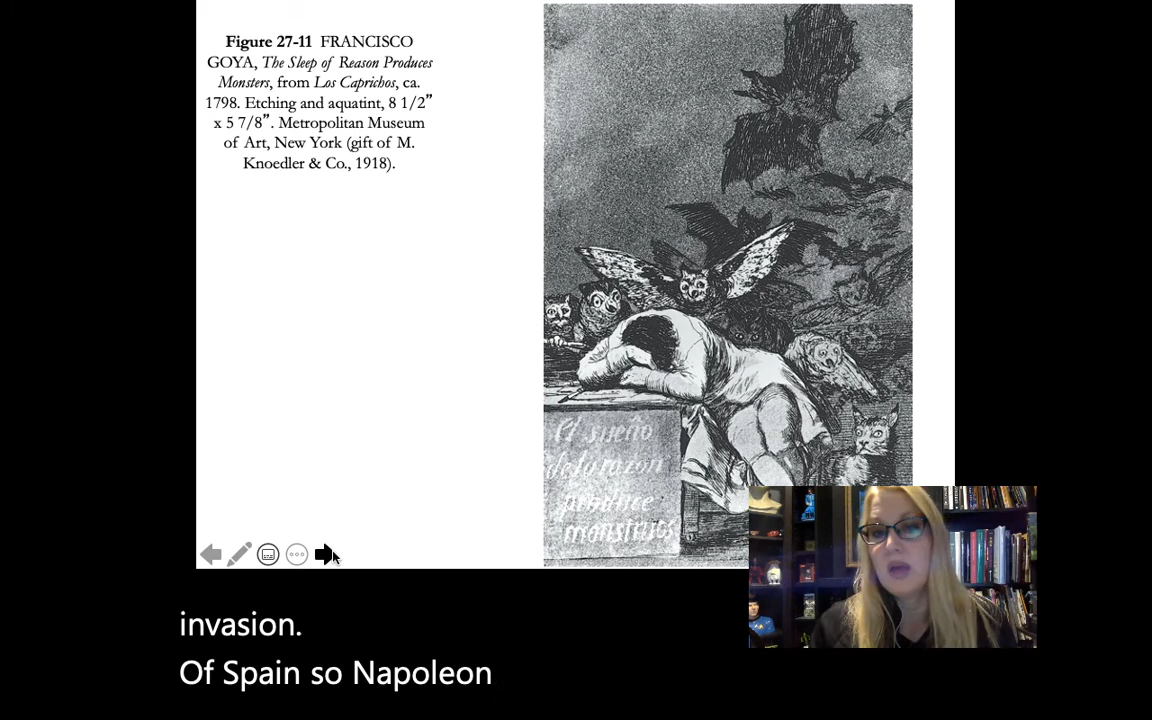 Figure 27-11 FRANCISCO
GOYA, The Sleep of Reason Produces
Monsters, from Los Caprichos, ca.
1798. Etching and aquatint, 8 1/2”
x 5 7/8”. Metropolitan Museum
of Art, New York (gift of M.
Knoedler & Co., 1918).
El sueño
de la razon
produce
monstruos
invasion.
Of Spain so Napoleon